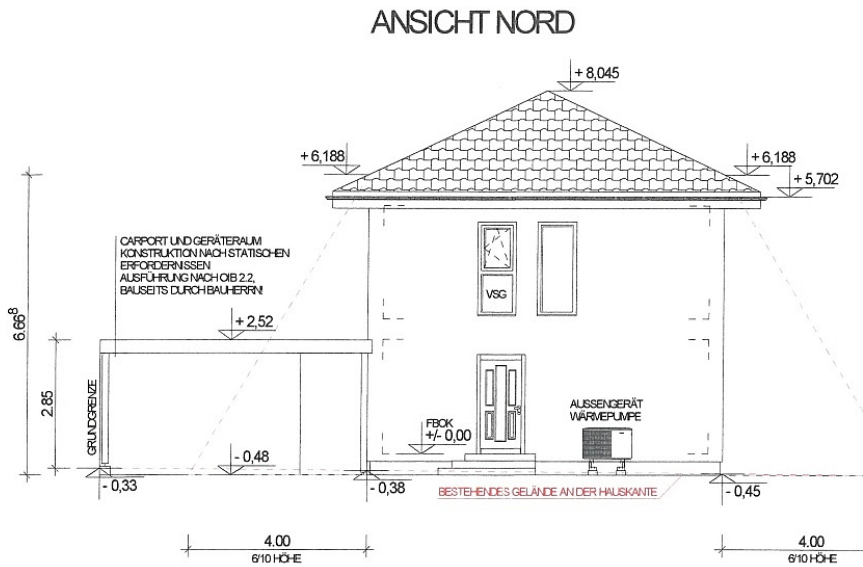 ANSICHT NORD
+ 8,045
+ 6,188
+ 6,188
+ 5,702
CARPORT UND GERÄTERAUM
KONSTRUKTION NACH STATISCHEN
ERFORDERNISSEN
AUSFÜHRUNG NACH OIB 2.2,
BAUSEITS DURCH BAUHERRN!
VSG
6.66⁸
+ 2,52
2.85
GRUNDGRENZE
FBOK
+/- 0,00
AUSSENGERÄT
WÄRMEPUMPE
- 0,48
- 0,33
- 0,38
BESTEHENDES GELÄNDE AN DER HAUSKANTE
- 0,45
4.00
6/10 HÖHE
4.00
6/10 HÖHE